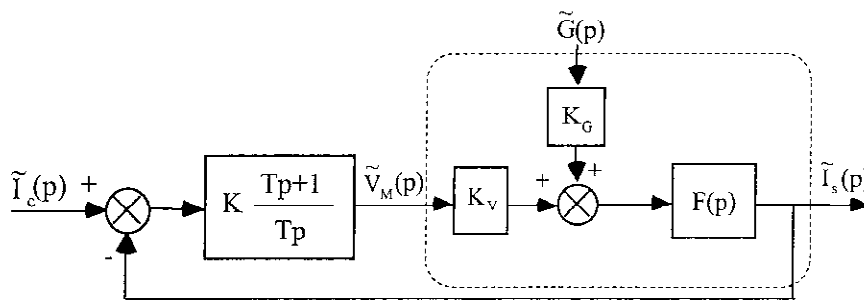 G̃(p)
K_G
Ĩ_c(p) +
K Tp+1
Tp
Ṽ_M(p)
K_V
+ +
F(p)
Ĩ_s(p)
-